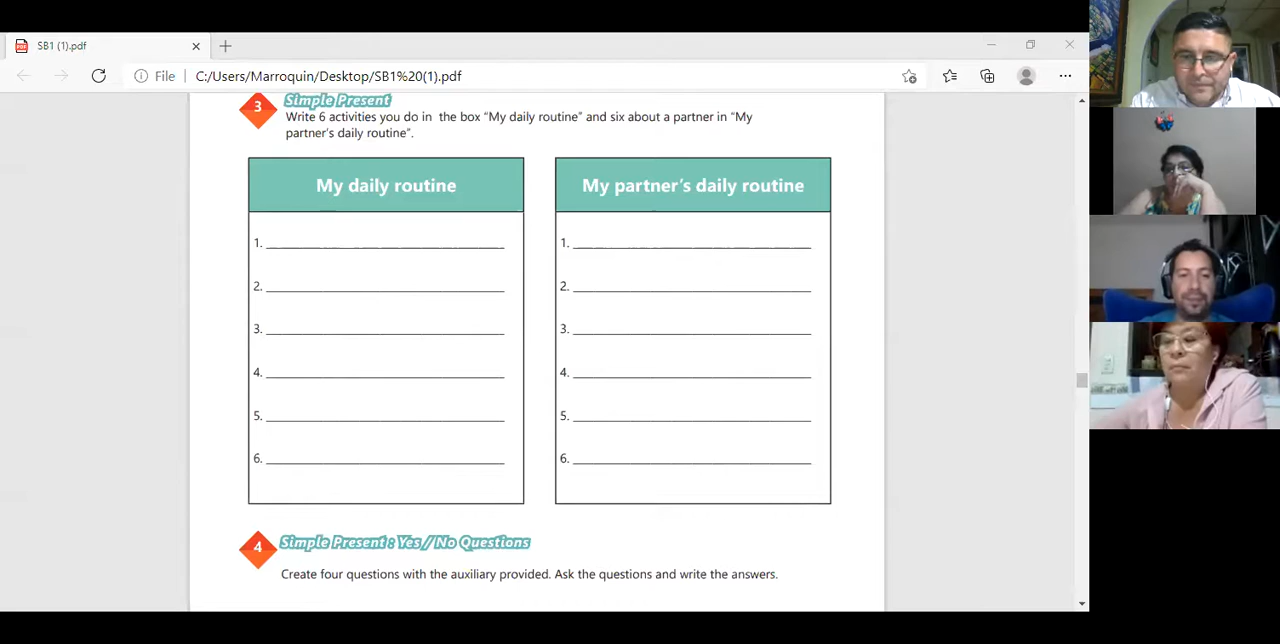 SB1 (1).pdf
File
C:/Users/Marroquin/Desktop/SB1%20(1).pdf
3 Simple Present
Write 6 activities you do in the box “My daily routine” and six about a partner in “My
partner’s daily routine”.
My daily routine
1.
2.
3.
4.
5.
6.
My partner’s daily routine
1.
2.
3.
4.
5.
6.
4 Simple Present : Yes/No Questions
Create four questions with the auxiliary provided. Ask the questions and write the answers.